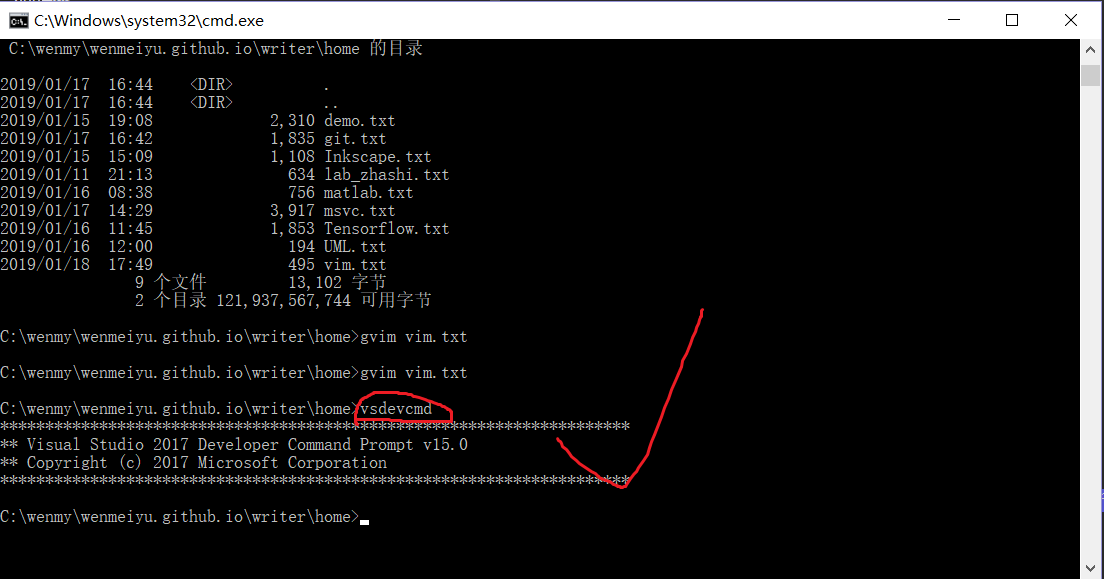 C:\Windows\system32\cmd.exe
C:\wenmy\wenmeiyu.github.io\writer\home 的目录
2019/01/17  16:44    <DIR>          .
2019/01/17  16:44    <DIR>          ..
2019/01/15  19:08             2,310 demo.txt
2019/01/17  16:42             1,835 git.txt
2019/01/15  15:09             1,108 Inkscape.txt
2019/01/11  21:13               634 lab_zhashi.txt
2019/01/16  08:38               756 matlab.txt
2019/01/17  14:29             3,917 msvc.txt
2019/01/16  11:45             1,853 Tensorflow.txt
2019/01/16  12:00               194 UML.txt
2019/01/18  17:49               495 vim.txt
9 个文件         13,102 字节
2 个目录 121,937,567,744 可用字节
C:\wenmy\wenmeiyu.github.io\writer\home>gvim vim.txt
C:\wenmy\wenmeiyu.github.io\writer\home>gvim vim.txt
C:\wenmy\wenmeiyu.github.io\writer\home>vsdevcmd
**********************************************************************
** Visual Studio 2017 Developer Command Prompt v15.0
** Copyright (c) 2017 Microsoft Corporation
**********************************************************************
C:\wenmy\wenmeiyu.github.io\writer\home>